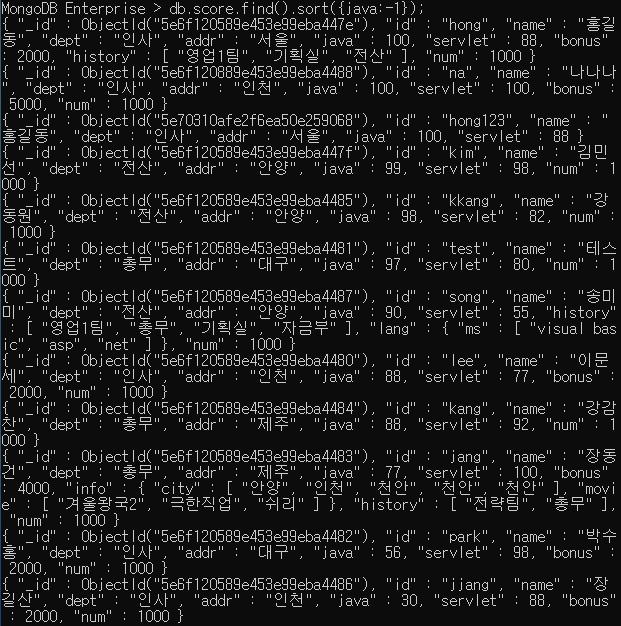 MongoDB Enterprise > db.score.find().sort({java:-1});
{ "_id" : ObjectId("5e6f120589e453e99eba447e"), "id" : "hong", "name" : "홍길
동", "dept" : "인사", "addr" : "서울", "java" : 100, "servlet" : 88, "bonus"
: 2000, "history" : [ "영업1팀", "기획실", "전산" ], "num" : 1000 }
{ "_id" : ObjectId("5e6f120889e453e99eba4488"), "id" : "na", "name" : "나나나
", "dept" : "인사", "addr" : "인천", "java" : 100, "servlet" : 100, "bonus" :
5000, "num" : 1000 }
{ "_id" : ObjectId("5e70310afe2f6ea50e259068"), "id" : "hong123", "name" : "
홍길동", "dept" : "인사", "addr" : "서울", "java" : 100, "servlet" : 88 }
{ "_id" : ObjectId("5e6f120589e453e99eba447f"), "id" : "kim", "name" : "김민
선", "dept" : "전산", "addr" : "안양", "java" : 99, "servlet" : 98, "num" : 1
000 }
{ "_id" : ObjectId("5e6f120589e453e99eba4485"), "id" : "kkang", "name" : "강
동원", "dept" : "전산", "addr" : "안양", "java" : 98, "servlet" : 82, "num"
: 1000 }
{ "_id" : ObjectId("5e6f120589e453e99eba4481"), "id" : "test", "name" : "테스
트", "dept" : "총무", "addr" : "대구", "java" : 97, "servlet" : 80, "num" : 1
000 }
{ "_id" : ObjectId("5e6f120589e453e99eba4487"), "id" : "song", "name" : "송미
미", "dept" : "전산", "addr" : "안양", "java" : 90, "servlet" : 55, "history"
: [ "영업1팀", "총무", "기획실", "자금부" ], "lang" : { "ms" : [ "visual bas
ic", "asp", "net" ] }, "num" : 1000 }
{ "_id" : ObjectId("5e6f120589e453e99eba4480"), "id" : "lee", "name" : "이문
세", "dept" : "인사", "addr" : "인천", "java" : 88, "servlet" : 77, "bonus" :
2000, "num" : 1000 }
{ "_id" : ObjectId("5e6f120589e453e99eba4484"), "id" : "kang", "name" : "강감
찬", "dept" : "총무", "addr" : "제주", "java" : 88, "servlet" : 92, "num" : 1
000 }
{ "_id" : ObjectId("5e6f120589e453e99eba4483"), "id" : "jang", "name" : "장동
건", "dept" : "총무", "addr" : "제주", "java" : 77, "servlet" : 100, "bonus"
: 4000, "info" : { "city" : [ "안양", "인천", "천안", "천안", "천안" ], "movi
e" : [ "겨울왕국2", "극한직업", "쉬리" ] }, "history" : [ "전략팀", "총무" ],
"num" : 1000 }
{ "_id" : ObjectId("5e6f120589e453e99eba4482"), "id" : "park", "name" : "박수
홍", "dept" : "인사", "addr" : "대구", "java" : 56, "servlet" : 98, "bonus" :
2000, "num" : 1000 }
{ "_id" : ObjectId("5e6f120589e453e99eba4486"), "id" : "jjang", "name" : "장
길산", "dept" : "인사", "addr" : "인천", "java" : 30, "servlet" : 88, "bonus"
: 2000, "num" : 1000 }